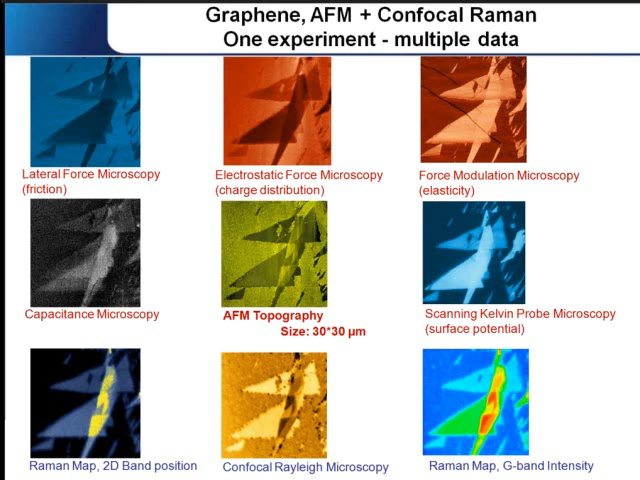 Graphene, AFM + Confocal Raman
One experiment - multiple data
Lateral Force Microscopy
(friction)
Electrostatic Force Microscopy
(charge distribution)
Force Modulation Microscopy
(elasticity)
Capacitance Microscopy
AFM Topography
Size: 30*30 µm
Scanning Kelvin Probe Microscopy
(surface potential)
Raman Map, 2D Band position
Confocal Rayleigh Microscopy
Raman Map, G-band Intensity